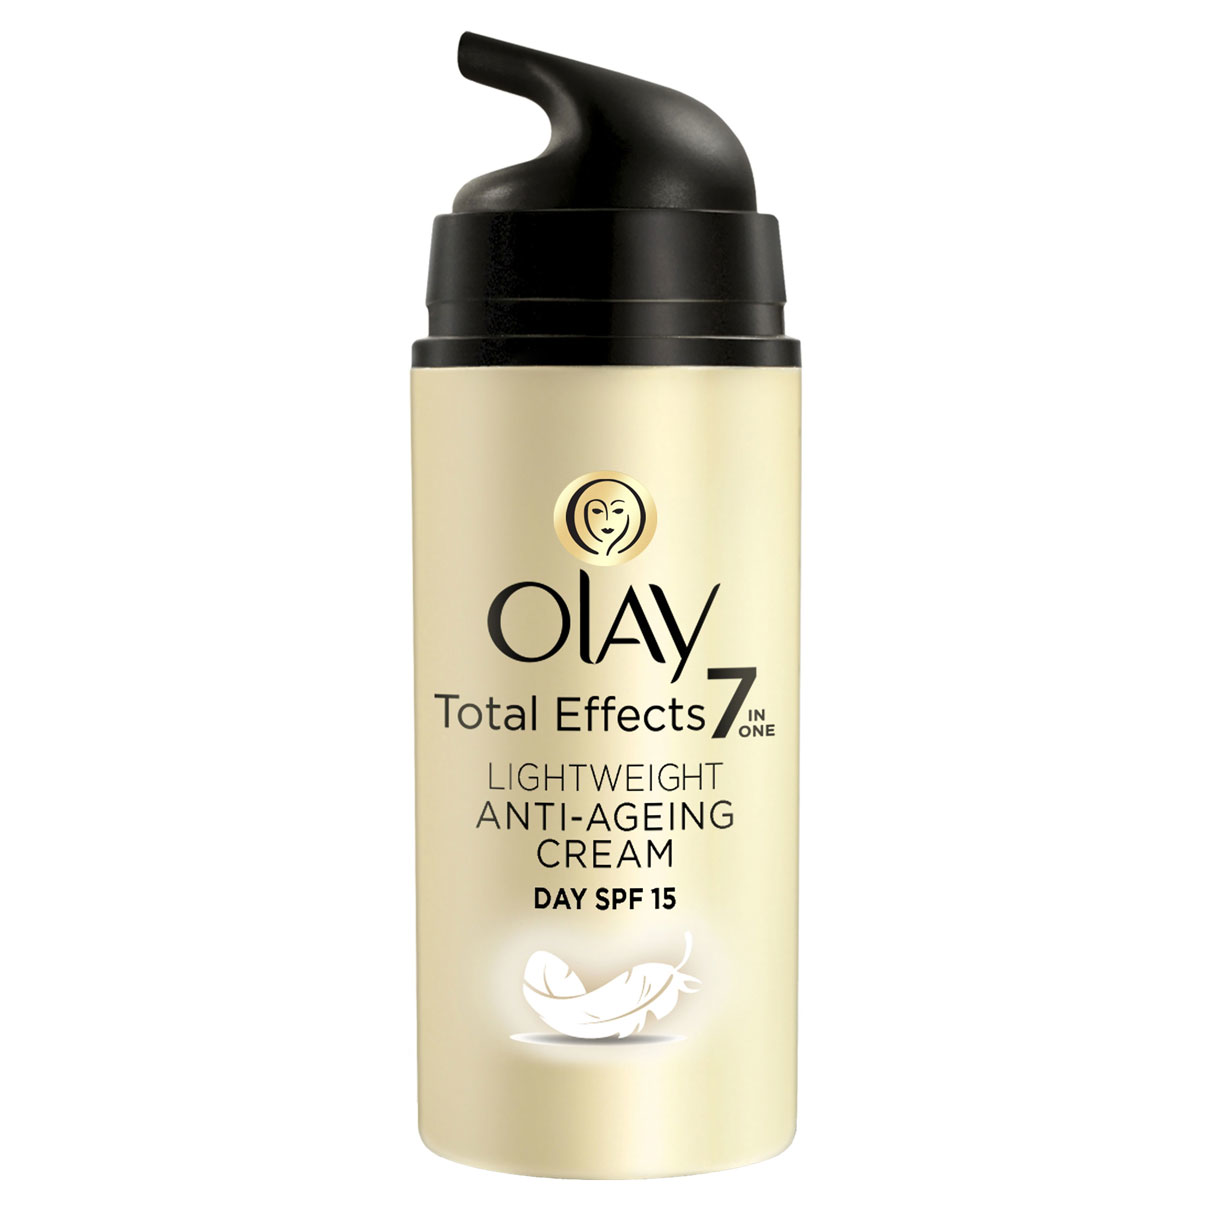 OLAY
Total Effects 7 IN ONE
LIGHTWEIGHT
ANTI-AGEING
CREAM
DAY SPF 15